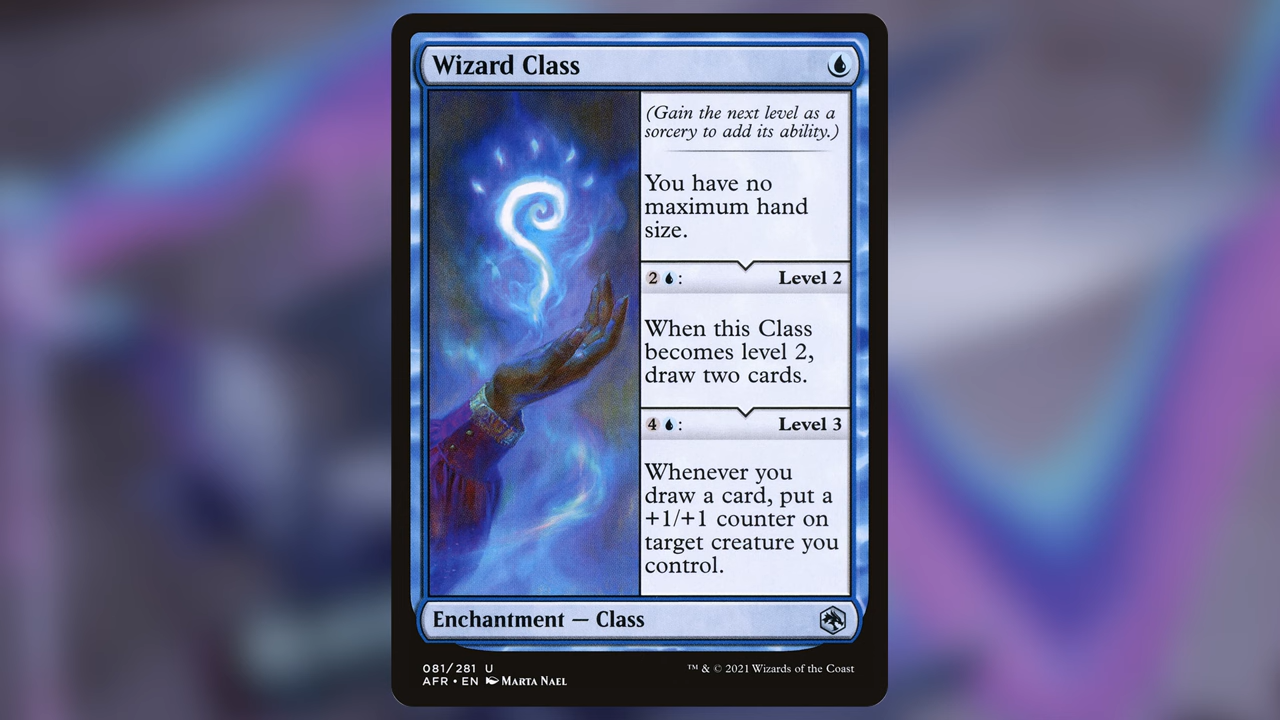 Wizard Class
(Gain the next level as a
sorcery to add its ability.)
You have no
maximum hand
size.
2 : Level 2
When this Class
becomes level 2,
draw two cards.
4 : Level 3
Whenever you
draw a card, put a
+1/+1 counter on
target creature you
control.
Enchantment — Class
081/281 U
AFR • EN MARTA NAEL
™ & © 2021 Wizards of the Coast